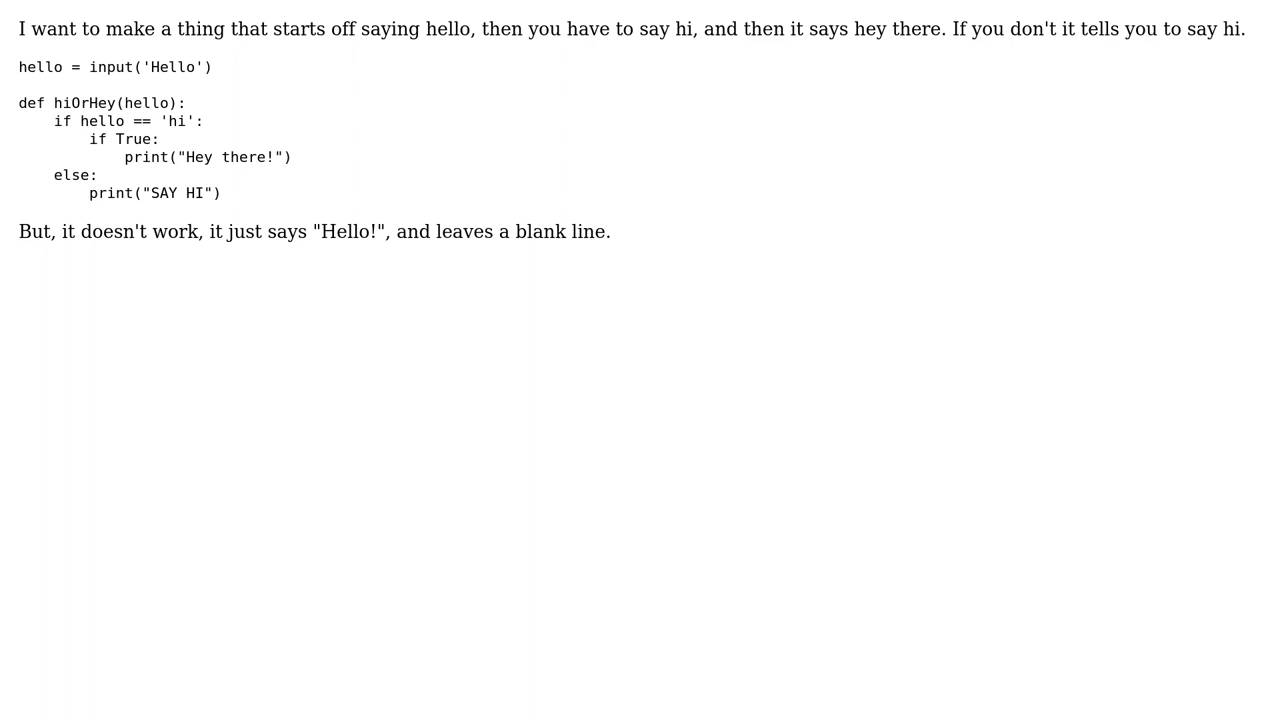 I want to make a thing that starts off saying hello, then you have to say hi, and then it says hey there. If you don't it tells you to say hi.
hello = input('Hello')
def hiOrHey(hello):
    if hello == 'hi':
        if True:
            print("Hey there!")
    else:
        print("SAY HI")
But, it doesn't work, it just says "Hello!", and leaves a blank line.